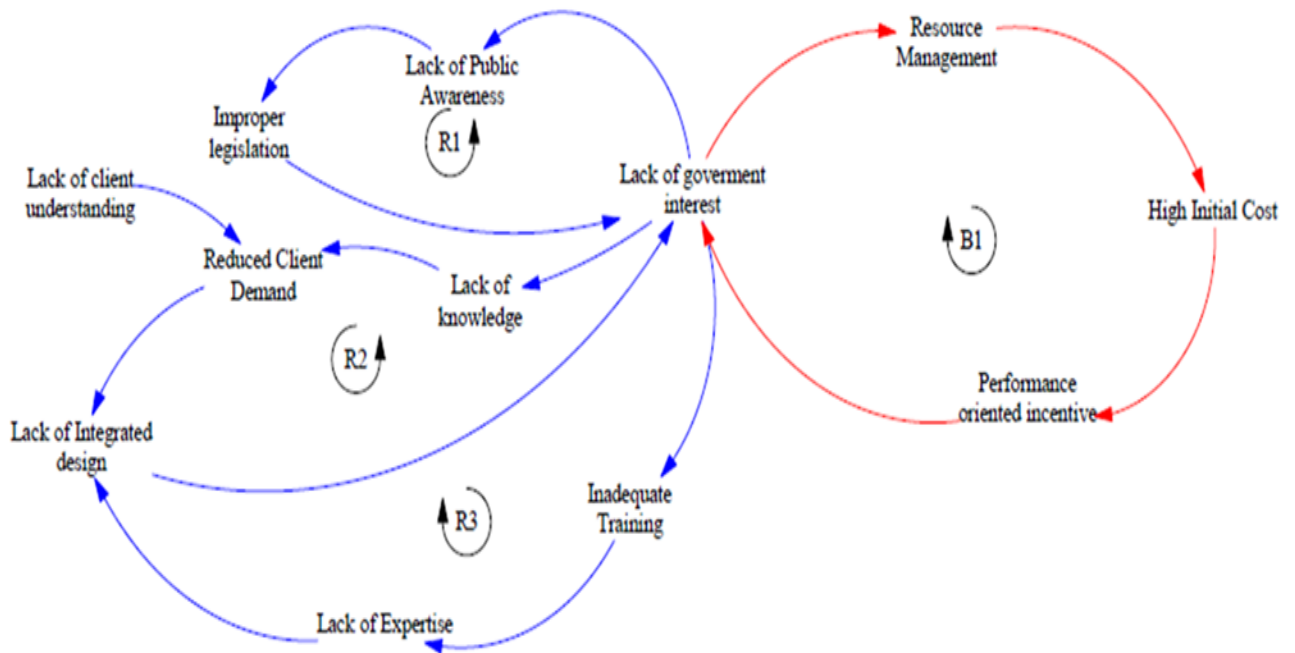 Resource
Management
Lack of Public
Awareness
Improper
legislation
R1
Lack of client
understanding
Lack of goverment
interest
High Initial Cost
B1
Reduced Client
Demand
Lack of
knowledge
R2
Performance
oriented incentive
Lack of Integrated
design
R3
Inadequate
Training
Lack of Expertise